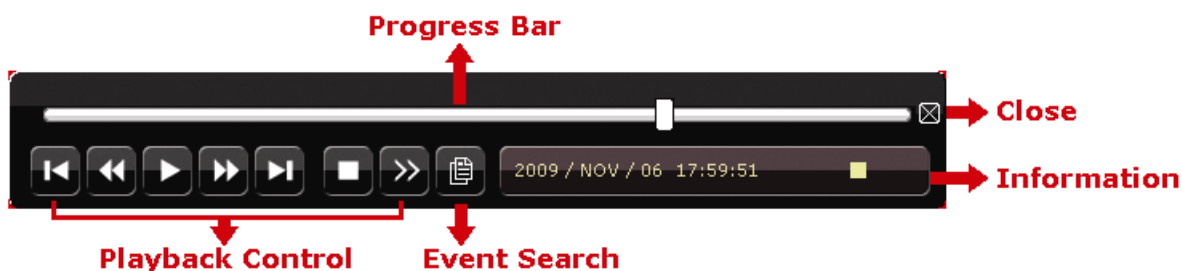 Progress Bar
Close
2009 / NOV / 06 17:59:51
Information
Playback Control
Event Search